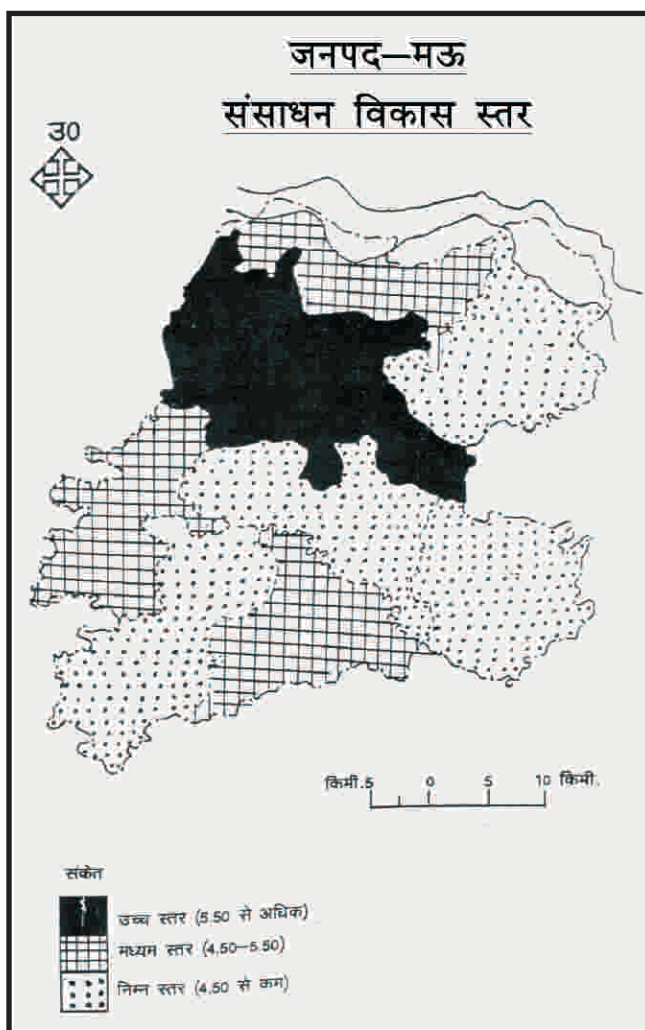 जनपद–मऊ
संसाधन विकास स्तर
उ0
किमी.5 0 5 10 किमी.
संकेत
उच्च स्तर (5.50 से अधिक)
मध्यम स्तर (4.50–5.50)
निम्न स्तर (4.50 से कम)